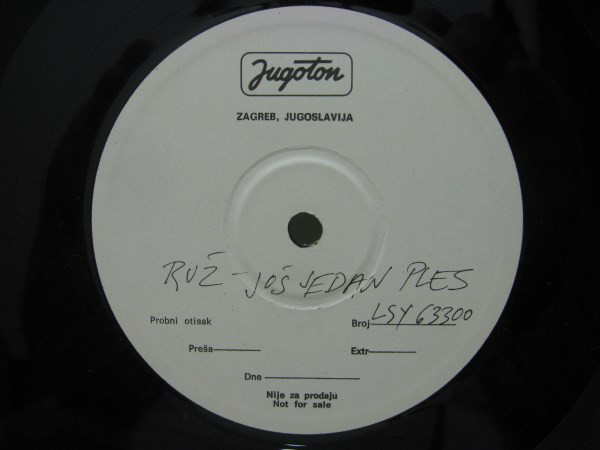 Jugoton
ZAGREB, JUGOSLAVIJA
RUŽ - JOŠ JEDAN PLES
Probni otisak Broj LSY 63300
Preša Extr.
Dne
Nije za prodaju
Not for sale